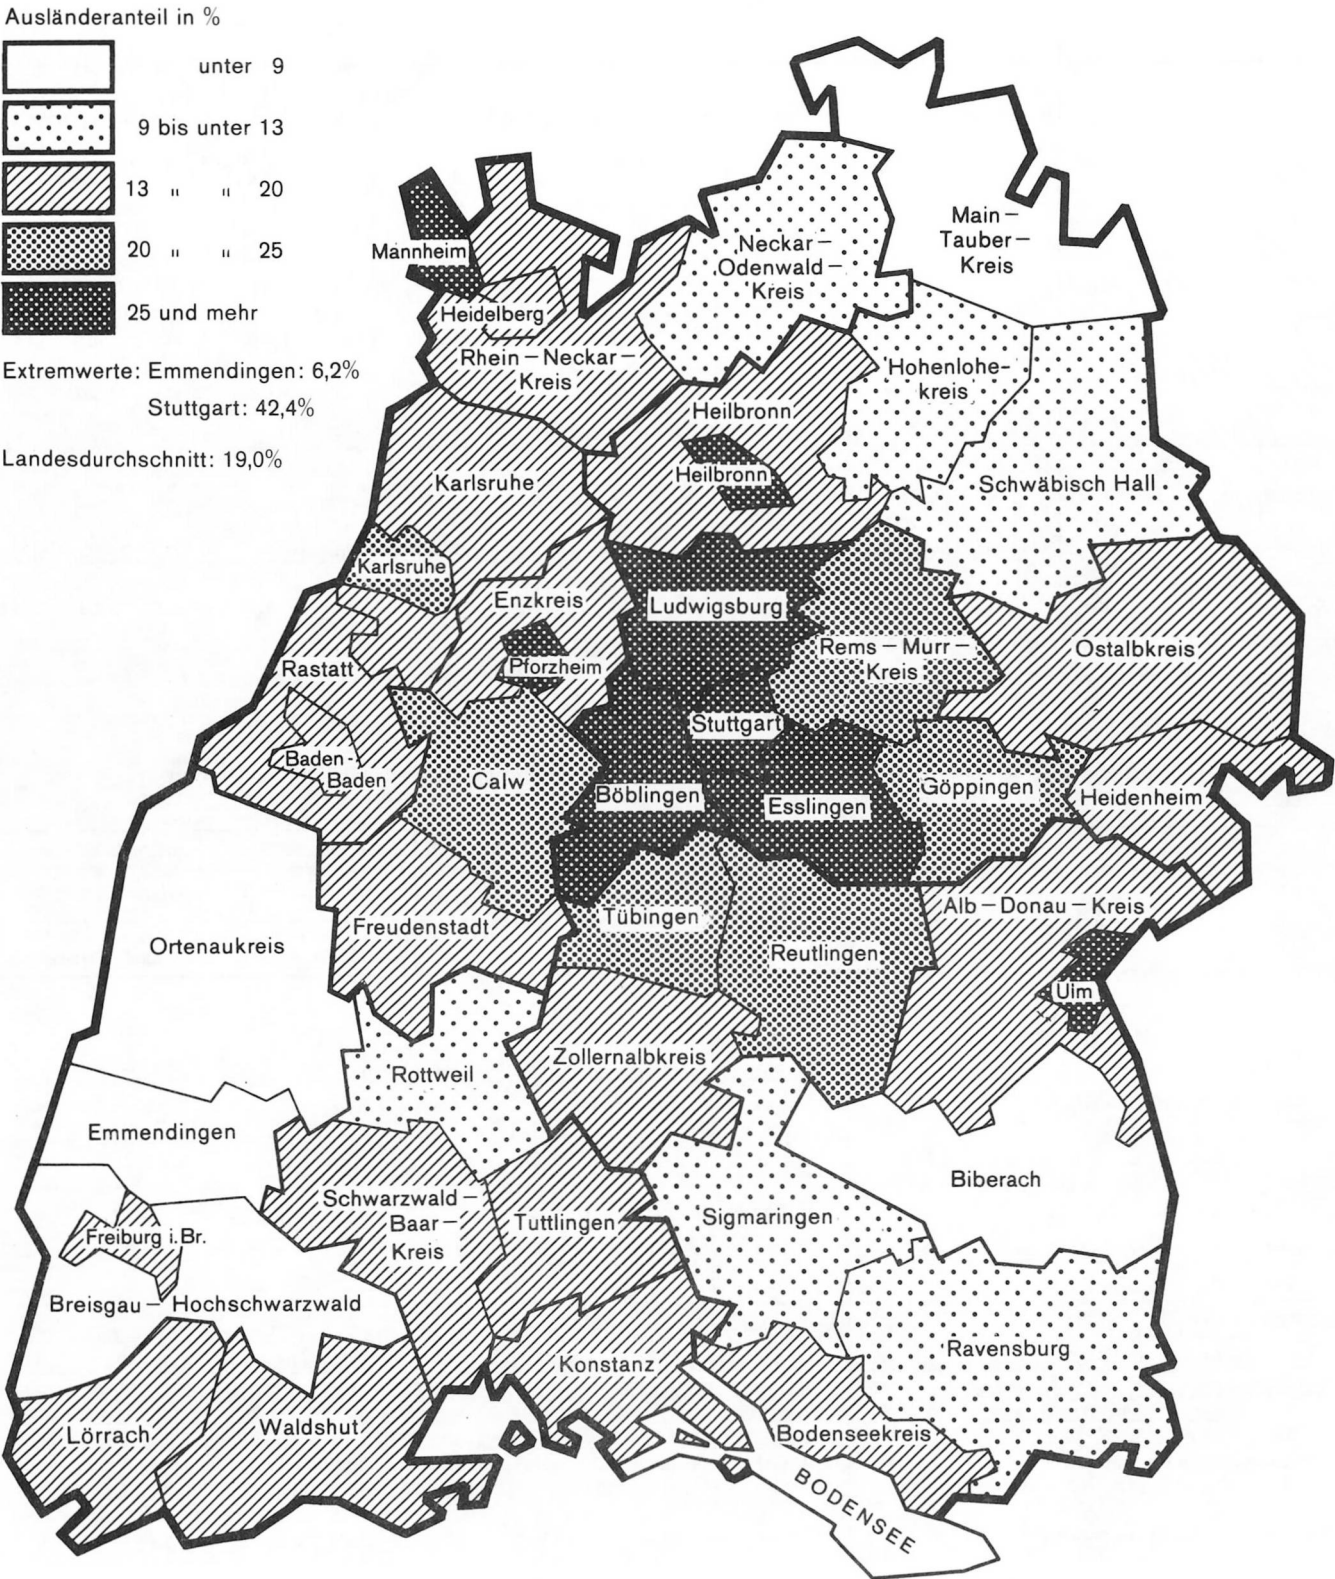 Ausländeranteil in %
unter 9
9 bis unter 13
13 " " 20
20 " " 25
25 und mehr
Extremwerte: Emmendingen: 6,2%
Stuttgart: 42,4%
Landesdurchschnitt: 19,0%
Main–
Tauber–
Kreis
Mannheim
Neckar–
Odenwald–
Kreis
Heidelberg
Rhein–Neckar–
Kreis
Hohenlohe-
kreis
Heilbronn
Heilbronn
Karlsruhe
Schwäbisch Hall
Karlsruhe
Enzkreis
Ludwigsburg
Rems–Murr–
Kreis
Ostalbkreis
Pforzheim
Rastatt
Stuttgart
Baden-
Baden
Calw
Böblingen
Esslingen
Göppingen
Heidenheim
Alb–Donau–Kreis
Tübingen
Freudenstadt
Ortenaukreis
Reutlingen
Ulm
Zollernalbkreis
Rottweil
Emmendingen
Biberach
Schwarzwald–
Baar–
Kreis
Tuttlingen
Sigmaringen
Freiburg i.Br.
Breisgau–Hochschwarzwald
Ravensburg
Konstanz
Lörrach
Waldshut
Bodenseekreis
BODENSEE